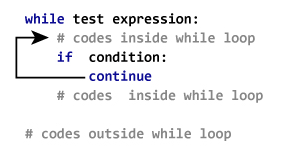 while test expression:
# codes inside while loop
if condition:
continue
# codes inside while loop
# codes outside while loop